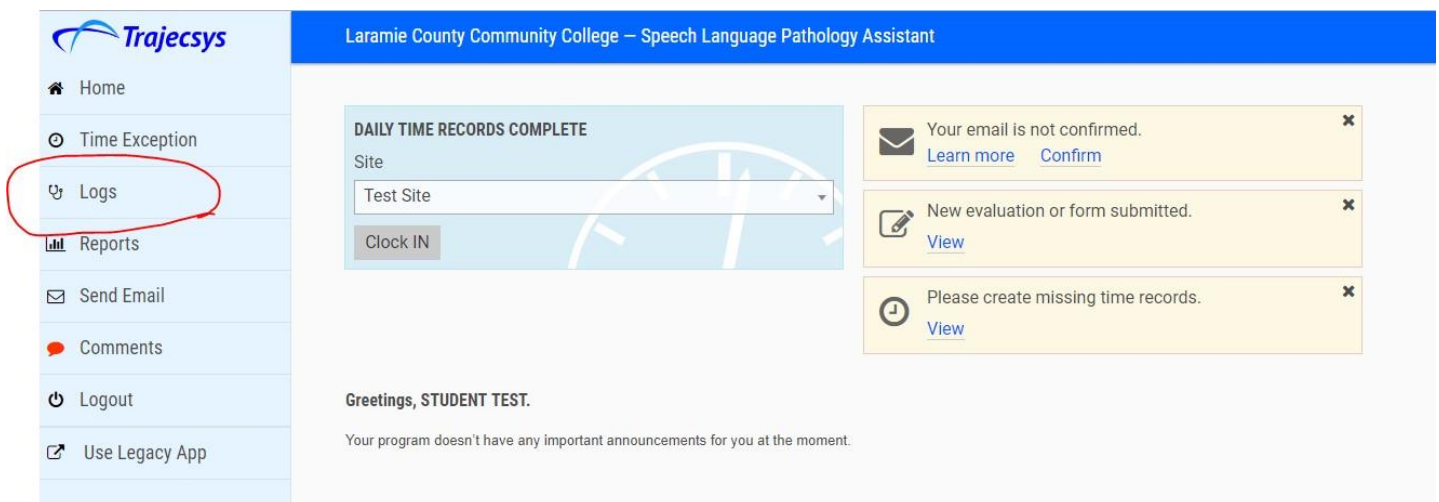 Trajecsys
Laramie County Community College – Speech Language Pathology Assistant
Home
Time Exception
Logs
Reports
Send Email
Comments
Logout
Use Legacy App
DAILY TIME RECORDS COMPLETE
Site
Test Site
Clock IN
Your email is not confirmed.
Learn more Confirm
New evaluation or form submitted.
View
Please create missing time records.
View
Greetings, STUDENT TEST.
Your program doesn't have any important announcements for you at the moment.